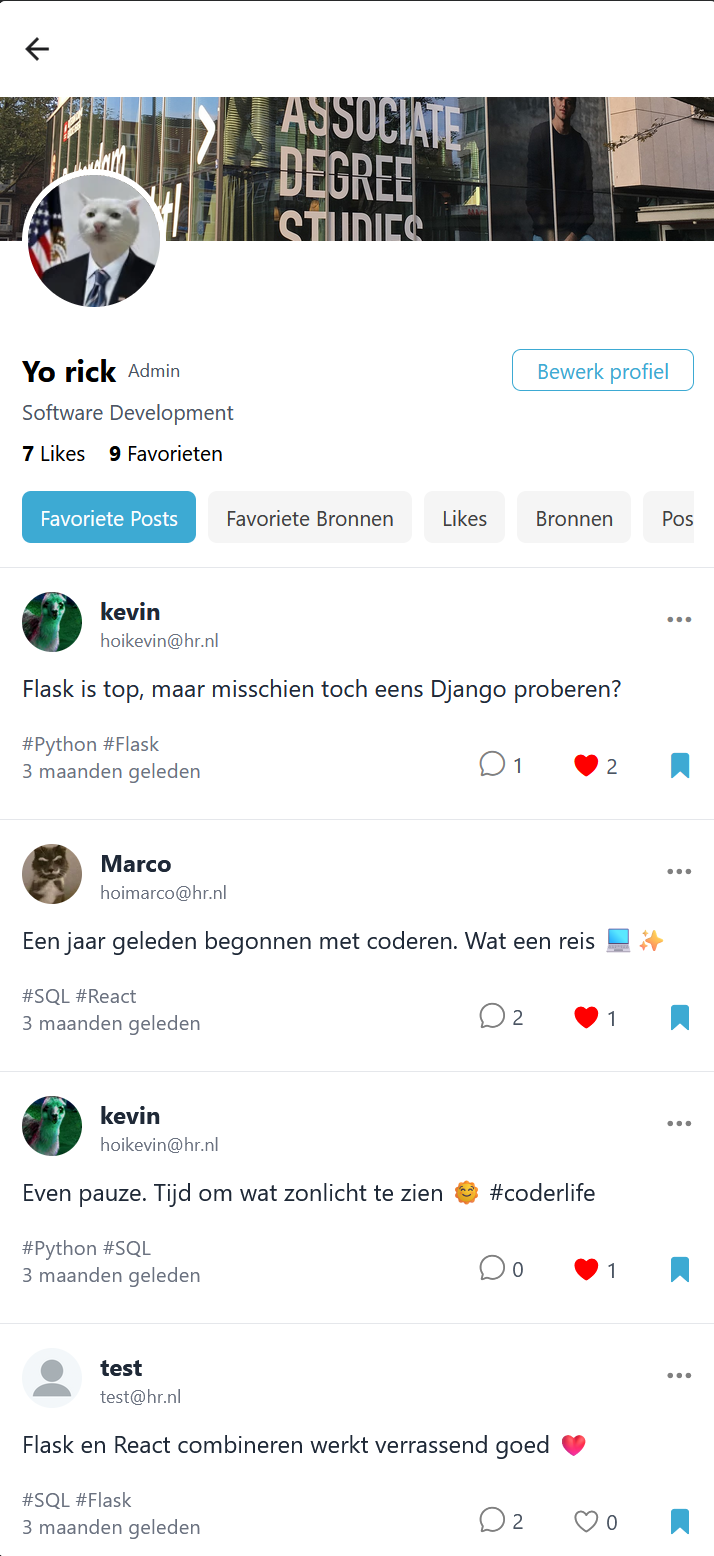 ASSOCIATE
DEGREE
STUDIES
Yo rick Admin
Bewerk profiel
Software Development
7 Likes 9 Favorieten
Favoriete Posts Favoriete Bronnen Likes Bronnen Pos
kevin
hoikevin@hr.nl
Flask is top, maar misschien toch eens Django proberen?
#Python #Flask
3 maanden geleden
1 2
Marco
hoimarco@hr.nl
Een jaar geleden begonnen met coderen. Wat een reis 💻 ✨
#SQL #React
3 maanden geleden
2 1
kevin
hoikevin@hr.nl
Even pauze. Tijd om wat zonlicht te zien 🌞 #coderlife
#Python #SQL
3 maanden geleden
0 1
test
test@hr.nl
Flask en React combineren werkt verrassend goed ❤️
#SQL #Flask
3 maanden geleden
2 0